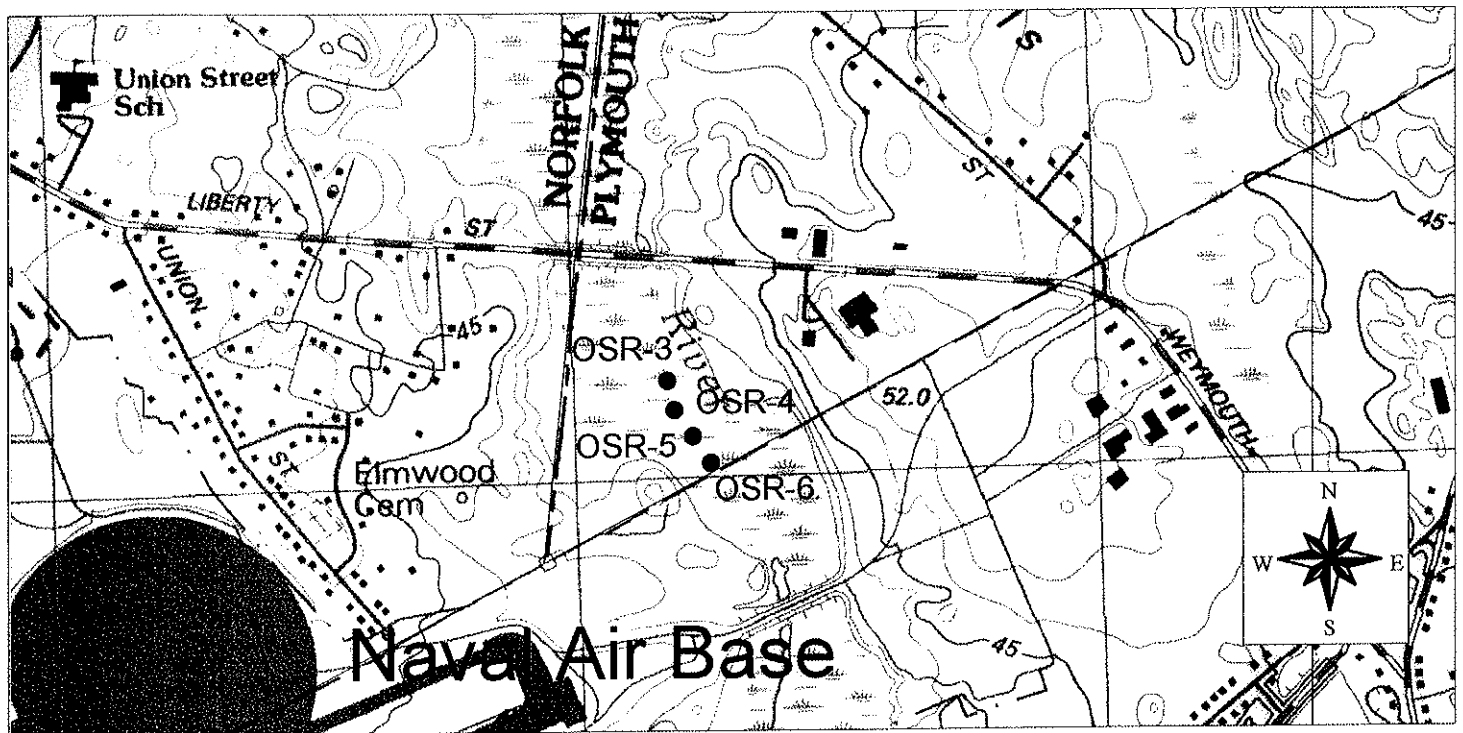 Union Street
Sch
NORFOLK
PLYMOUTH
S
ST
LIBERTY
ST
UNION
45
45
River
OSR-3
OSR-4
52.0
WEYMOUTH
OSR-5
OSR-6
ST
Elmwood
Cem
N
W E
S
Naval Air Base
45